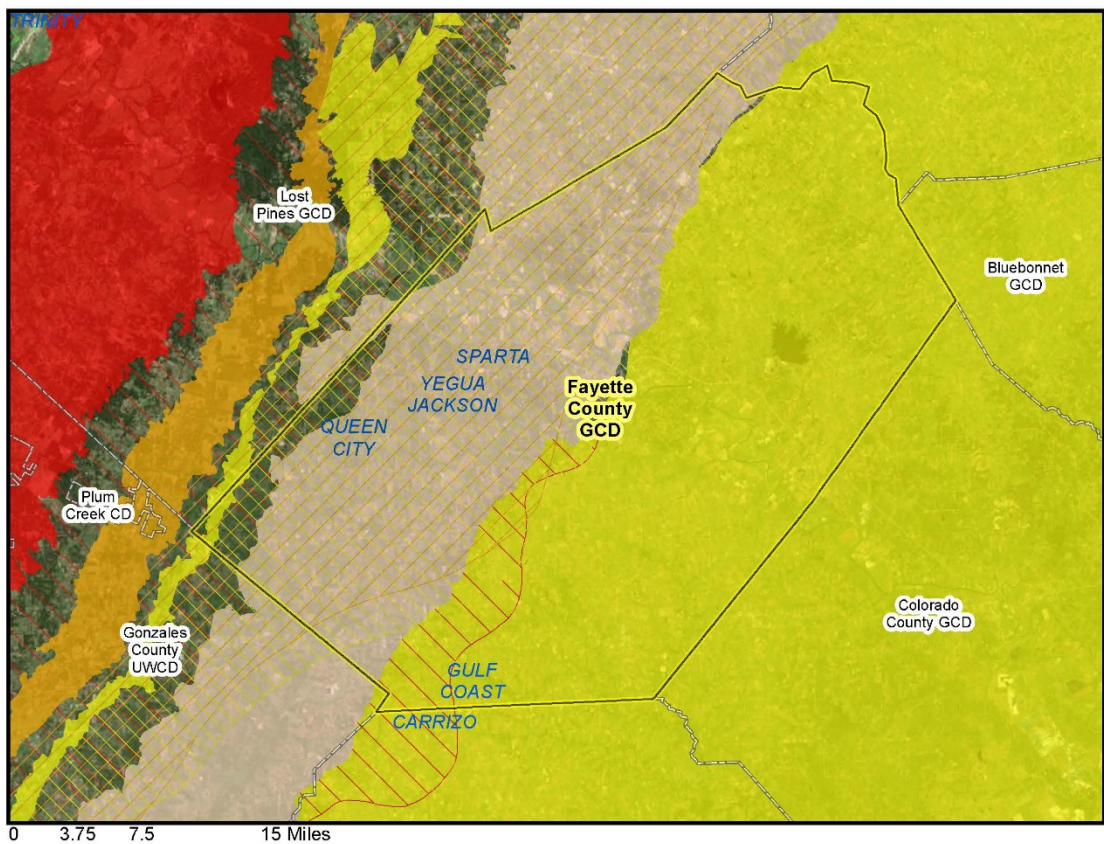 TRINITY
Lost
Pines GCD
Bluebonnet
GCD
SPARTA
YEGUA
JACKSON
Fayette
County
GCD
QUEEN
CITY
Plum
Creek CD
Colorado
County GCD
Gonzales
County
UWCD
GULF
COAST
CARRIZO
0 3.75 7.5 15 Miles